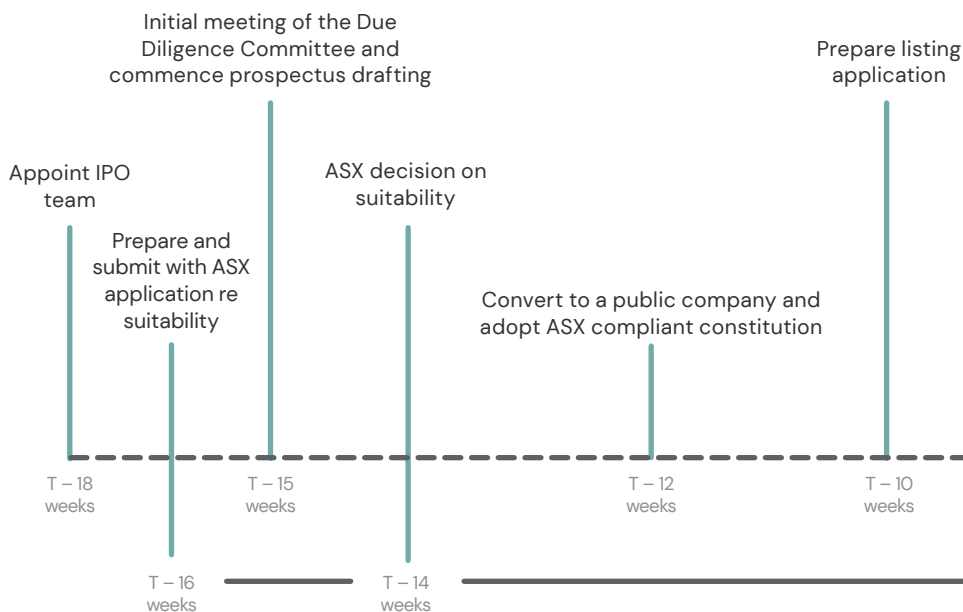 Initial meeting of the Due
Diligence Committee and
commence prospectus drafting
Prepare listing
application
Appoint IPO
team
ASX decision on
suitability
Prepare and
submit with ASX
application re
suitability
Convert to a public company and
adopt ASX compliant constitution
T – 18
weeks
T – 15
weeks
T – 12
weeks
T – 10
weeks
T – 16
weeks
T – 14
weeks